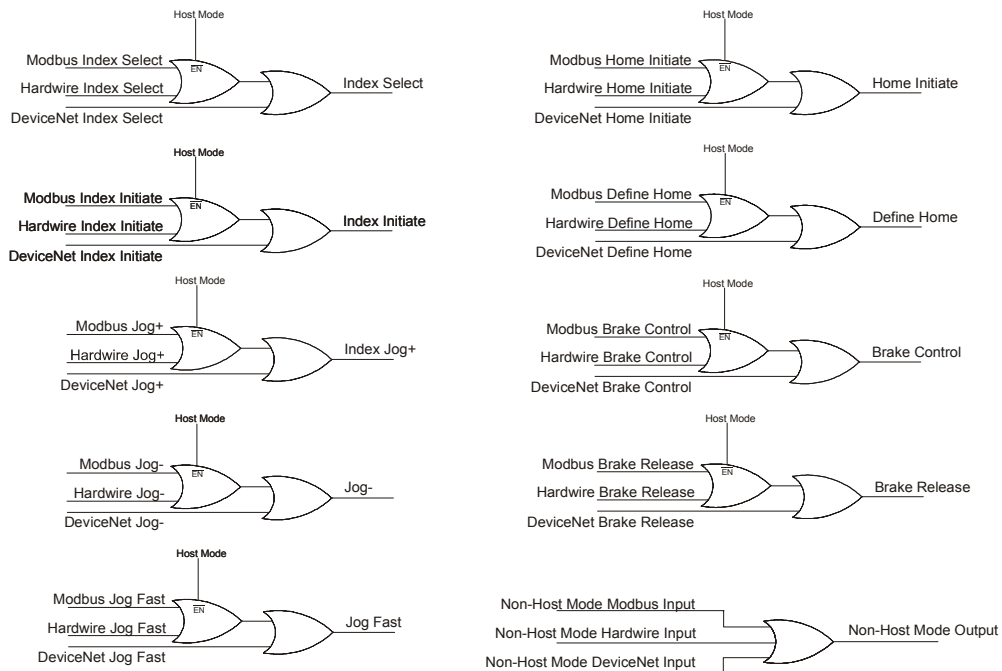 Host Mode
Modbus Index Select
EN
Hardwire Index Select
Index Select
DeviceNet Index Select
Host Mode
Modbus Index Initiate
EN
Hardwire Index Initiate
Index Initiate
DeviceNet Index Initiate
Host Mode
Modbus Jog+
EN
Hardwire Jog+
Index Jog+
DeviceNet Jog+
Host Mode
Modbus Jog-
EN
Hardwire Jog-
Jog-
DeviceNet Jog-
Host Mode
Modbus Jog Fast
EN
Hardwire Jog Fast
Jog Fast
DeviceNet Jog Fast
Host Mode
Modbus Home Initiate
EN
Hardwire Home Initiate
Home Initiate
DeviceNet Home Initiate
Host Mode
Modbus Define Home
EN
Hardwire Define Home
Define Home
DeviceNet Define Home
Host Mode
Modbus Brake Control
EN
Hardwire Brake Control
Brake Control
DeviceNet Brake Control
Host Mode
Modbus Brake Release
EN
Hardwire Brake Release
Brake Release
DeviceNet Brake Release
Non-Host Mode Modbus Input
Non-Host Mode Hardwire Input
Non-Host Mode Output
Non-Host Mode DeviceNet Input